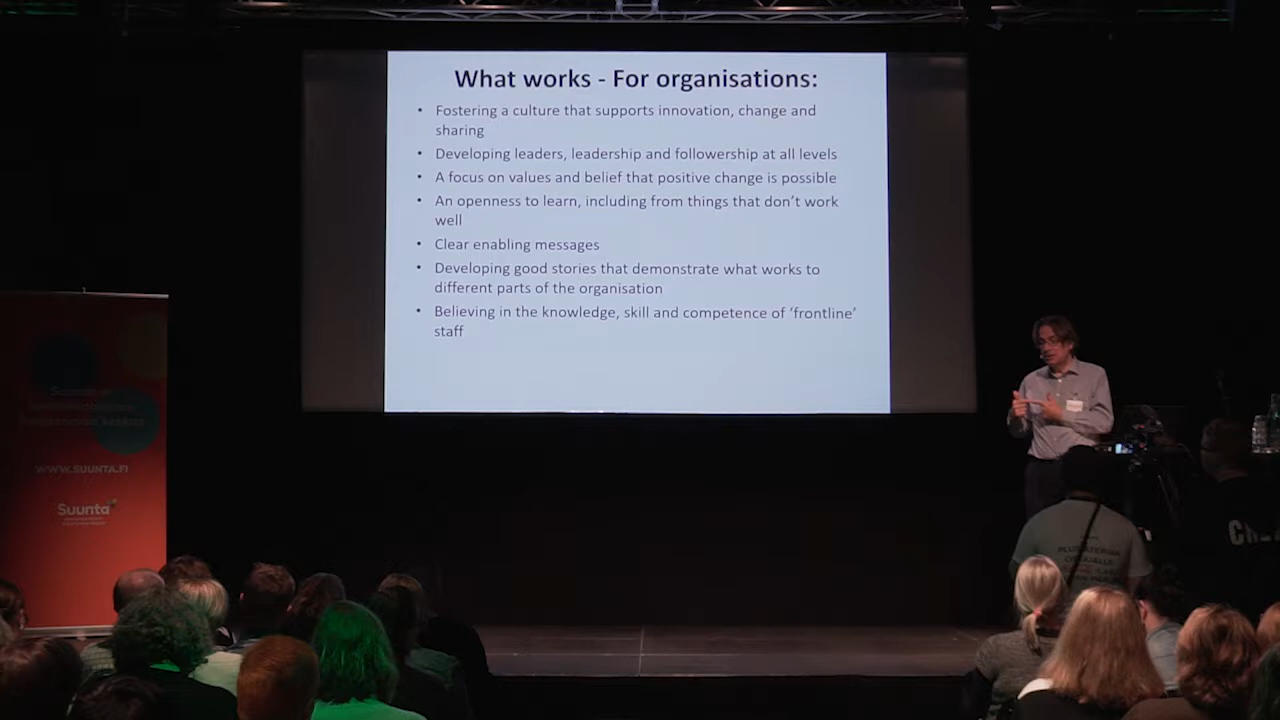 What works - For organisations:
• Fostering a culture that supports innovation, change and
sharing
• Developing leaders, leadership and followership at all levels
• A focus on values and belief that positive change is possible
• An openness to learn, including from things that don't work
well
• Clear enabling messages
• Developing good stories that demonstrate what works to
different parts of the organisation
• Believing in the knowledge, skill and competence of 'frontline'
staff
WWW.SUUNTA.FI
Suunta